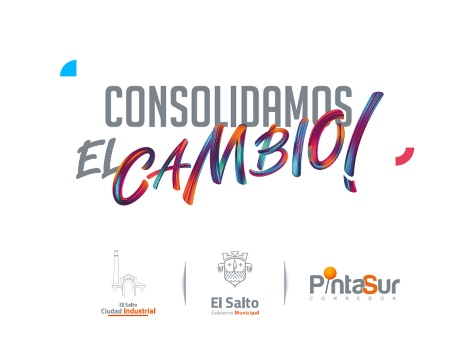 CONSOLIDAMOS
EL CAMBIO!
El Salto
Ciudad Industrial
El Salto
Gobierno Municipal
PintaSur
CORREDOR